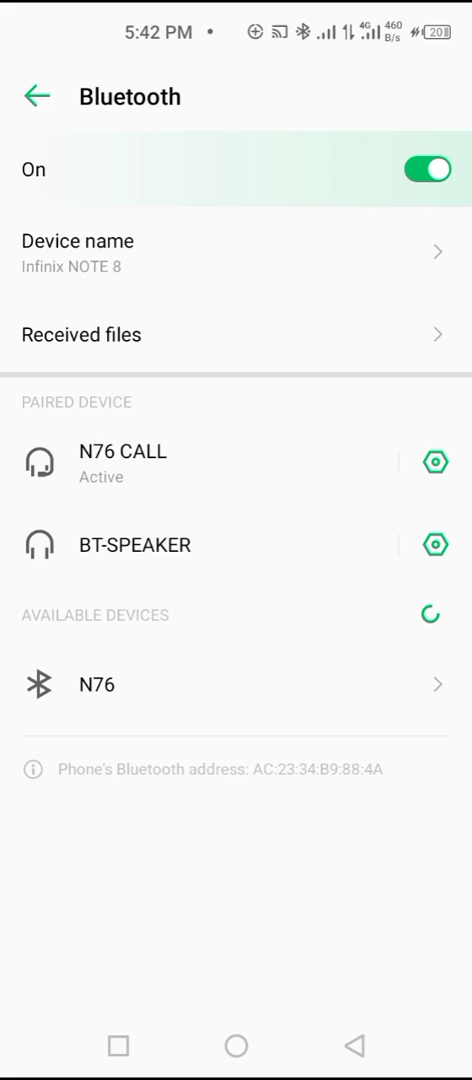 5:42 PM •
4G
460
B/s
20
Bluetooth
On
Device name
Infinix NOTE 8
Received files
PAIRED DEVICE
N76 CALL
Active
BT-SPEAKER
AVAILABLE DEVICES
N76
Phone's Bluetooth address: AC:23:34:B9:88:4A